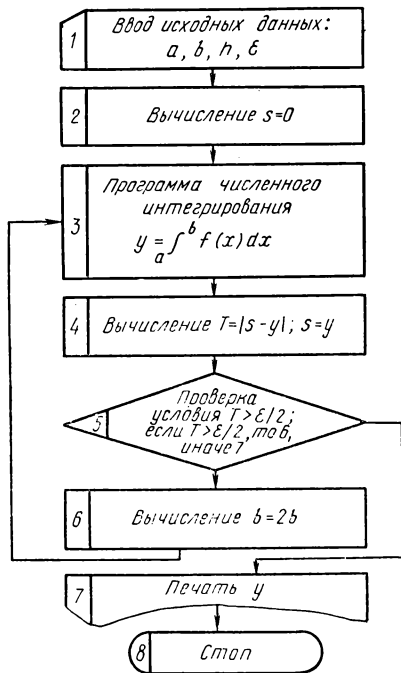 1
Ввод исходных данных:
a, b, h, ε
2
Вычисление s=0
3
Программа численного
интегрирования
y = a∫b f(x)dx
4
Вычисление T=|s-y|; s=y
5
Проверка
условия T>ε/2;
если T>ε/2, то 6,
иначе 7
6
Вычисление b=2b
7
Печать y
8
Стоп